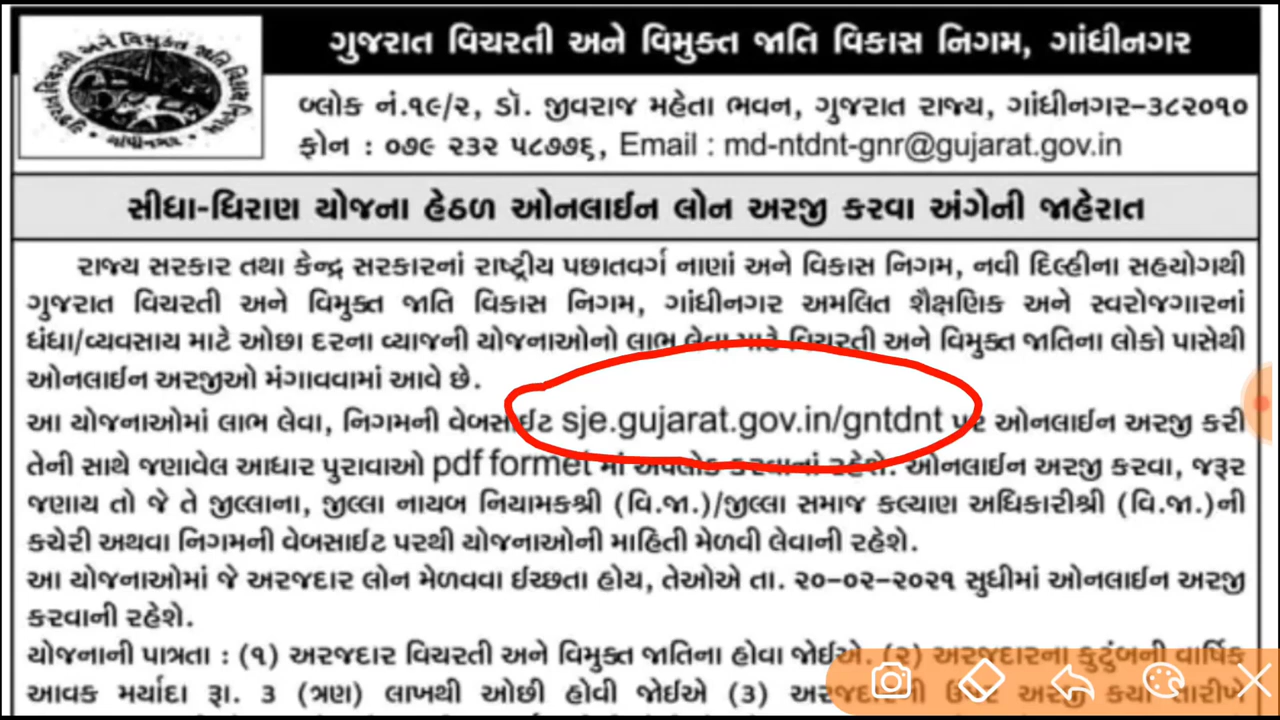 ગુજરાત વિચરતી અને વિમુક્ત જાતિ વિકાસ નિગમ, ગાંધીનગર
બ્લોક નં.૧૯/૨, ડૉ. જીવરાજ મહેતા ભવન, ગુજરાત રાજ્ય, ગાંધીનગર–૩૮૨૦૧૦
ફોન : ૦૭૯ ૨૩૨ ૫૮૭૭૬, Email : md-ntdnt-gnr@gujarat.gov.in
સીધા-ધિરાણ યોજના હેઠળ ઓનલાઈન લોન અરજી કરવા અંગેની જાહેરાત
રાજ્ય સરકાર તથા કેન્દ્ર સરકારનાં રાષ્ટ્રીય પછાતવર્ગ નાણાં અને વિકાસ નિગમ, નવી દિલ્હીના સહયોગથી
ગુજરાત વિચરતી અને વિમુક્ત જાતિ વિકાસ નિગમ, ગાંધીનગર અમલિત શૈક્ષણિક અને સ્વરોજગારનાં
ધંધા/વ્યવસાય માટે ઓછા દરના વ્યાજની યોજનાઓનો લાભ લેવા માટે વિચરતી અને વિમુક્ત જાતિના લોકો પાસેથી
ઓનલાઈન અરજીઓ મંગાવવામાં આવે છે.
આ યોજનાઓમાં લાભ લેવા, નિગમની વેબસાઈટ sje.gujarat.gov.in/gntdnt પર ઓનલાઈન અરજી કરી
તેની સાથે જણાવેલ આધાર પુરાવાઓ pdf formet માં અપલોક કરવાનાં રહેશે. ઓનલાઈન અરજી કરવા, જરૂર
જણાય તો જે તે જીલ્લાના, જીલ્લા નાયબ નિયામકશ્રી (વિ.જા.)/જીલ્લા સમાજ કલ્યાણ અધિકારીશ્રી (વિ.જા.)ની
કચેરી અથવા નિગમની વેબસાઈટ પરથી યોજનાઓની માહિતી મેળવી લેવાની રહેશે.
આ યોજનાઓમાં જે અરજદાર લોન મેળવવા ઈચ્છતા હોય, તેઓએ તા. ૨૦–૦૨–૨૦૨૧ સુધીમાં ઓનલાઈન અરજી
કરવાની રહેશે.
યોજનાની પાત્રતા : (૧) અરજદાર વિચરતી અને વિમુક્ત જાતિના હોવા જોઈએ. (૨) અરજદારના કુટુંબની વાર્ષિક
આવક મર્યાદા રૂા. ૩ (ત્રણ) લાખથી ઓછી હોવી જોઈએ (૩) અરજદારની ઉંમર અરજી કર્યા તારીખે